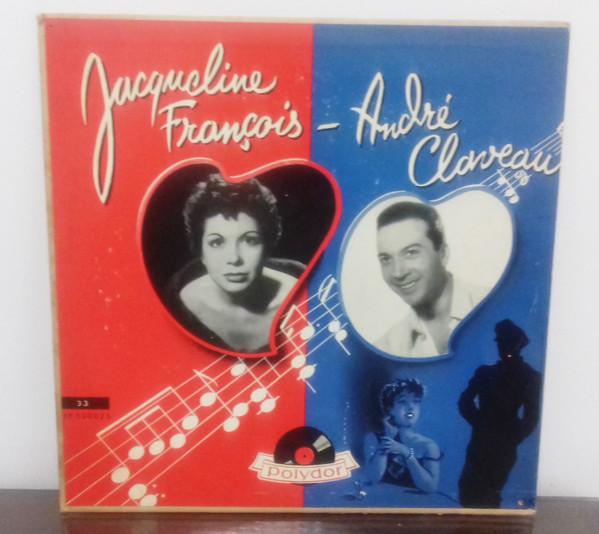 Jacqueline
François – André
Claveau
33
polydor